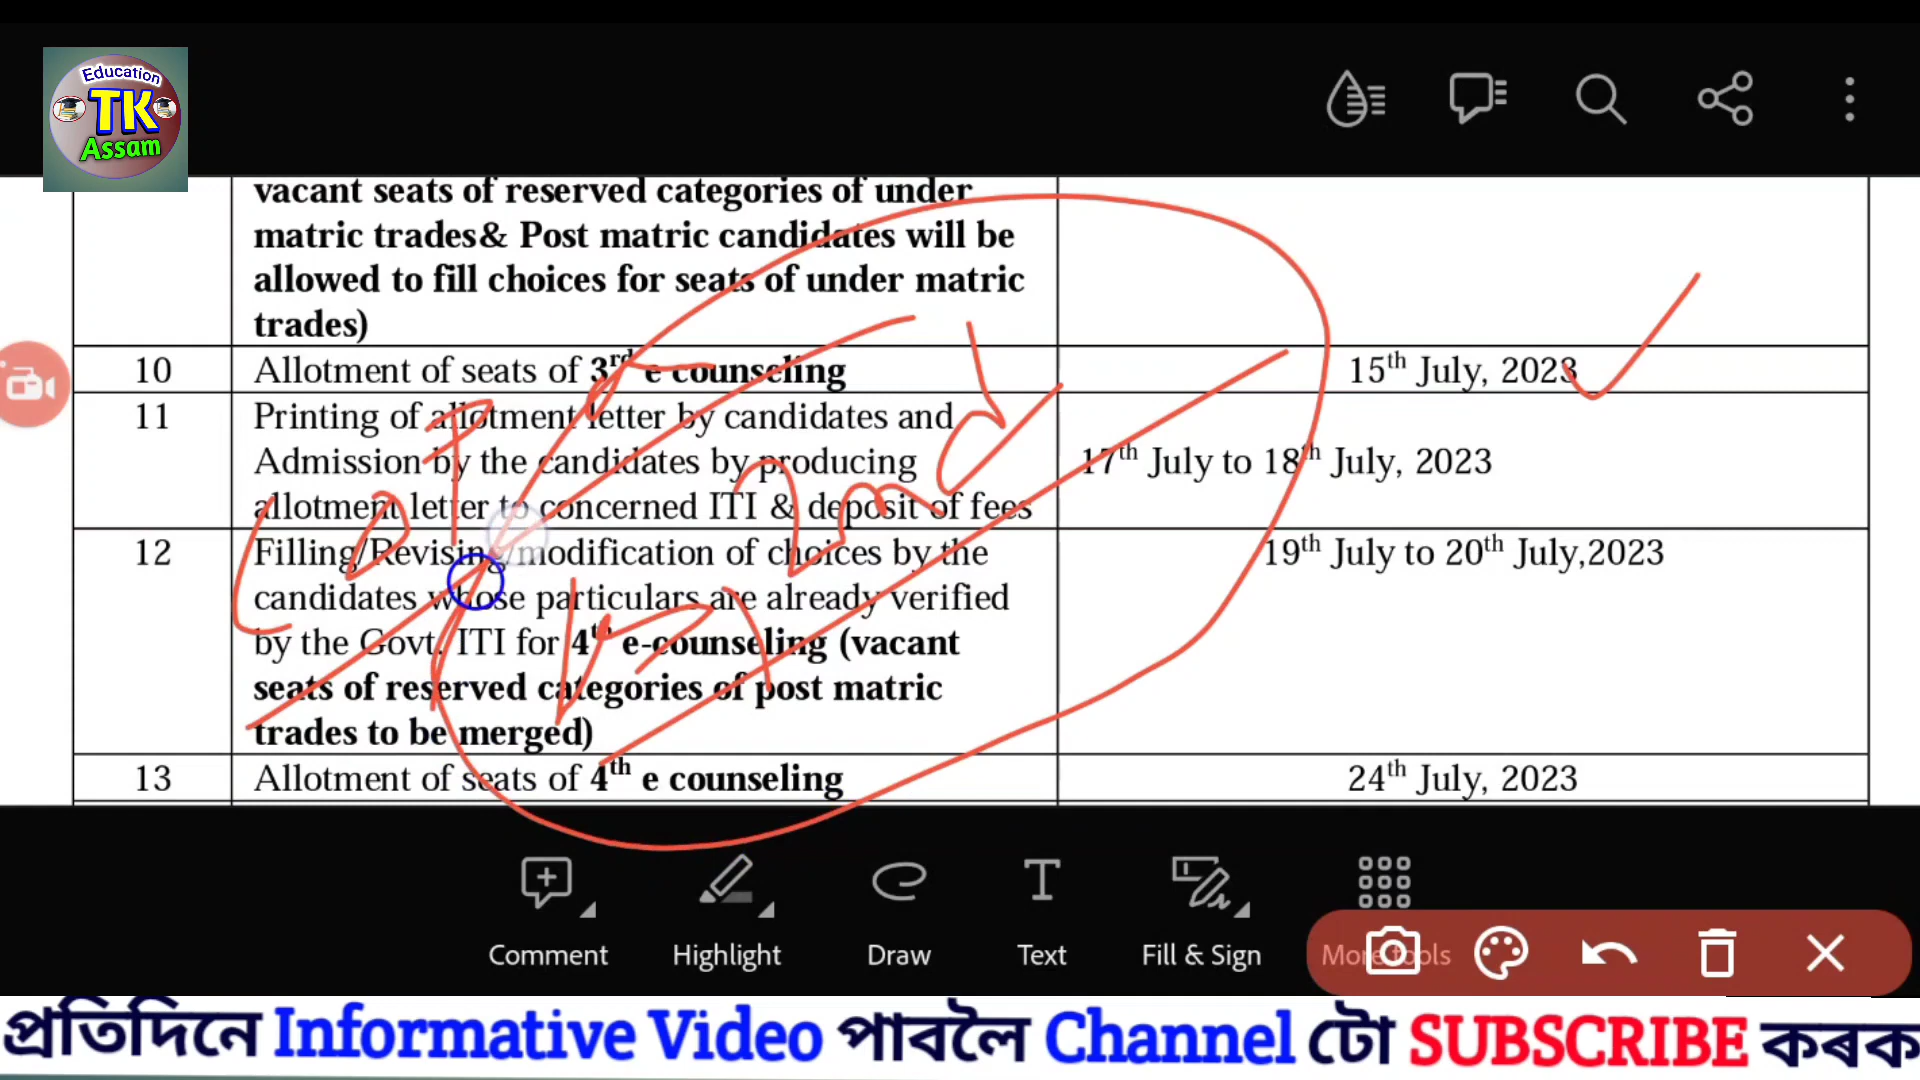 Education
TK
Assam
vacant seats of reserved categories of under
matric trades& Post matric candidates will be
allowed to fill choices for seats of under matric
trades)
10 Allotment of seats of 3rd e counseling 15th July, 2023
11 Printing of allotment letter by candidates and
Admission by the candidates by producing 17th July to 18th July, 2023
allotment letter to concerned ITI & deposit of fees
12 Filling/Revising/modification of choices by the 19th July to 20th July,2023
candidates whose particulars are already verified
by the Govt. ITI for 4th e-counseling (vacant
seats of reserved categories of post matric
trades to be merged)
13 Allotment of seats of 4th e counseling 24th July, 2023
2nd
Comment Highlight Draw Text Fill & Sign More tools
প্ৰতিদিনে Informative Video পাবলৈ Channel টো SUBSCRIBE কৰক